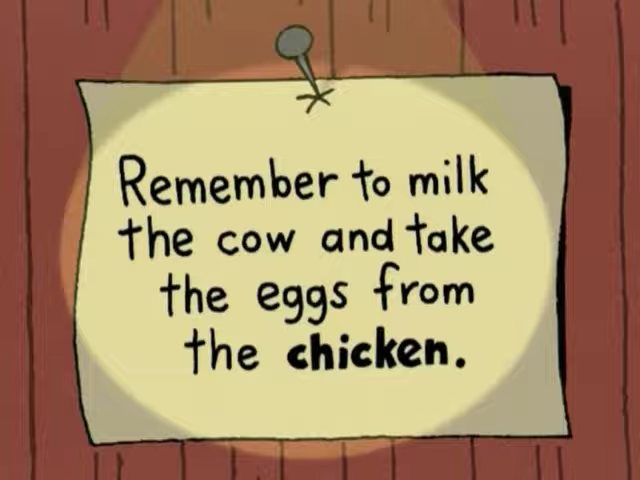 Remember to milk
the cow and take
the eggs from
the chicken.